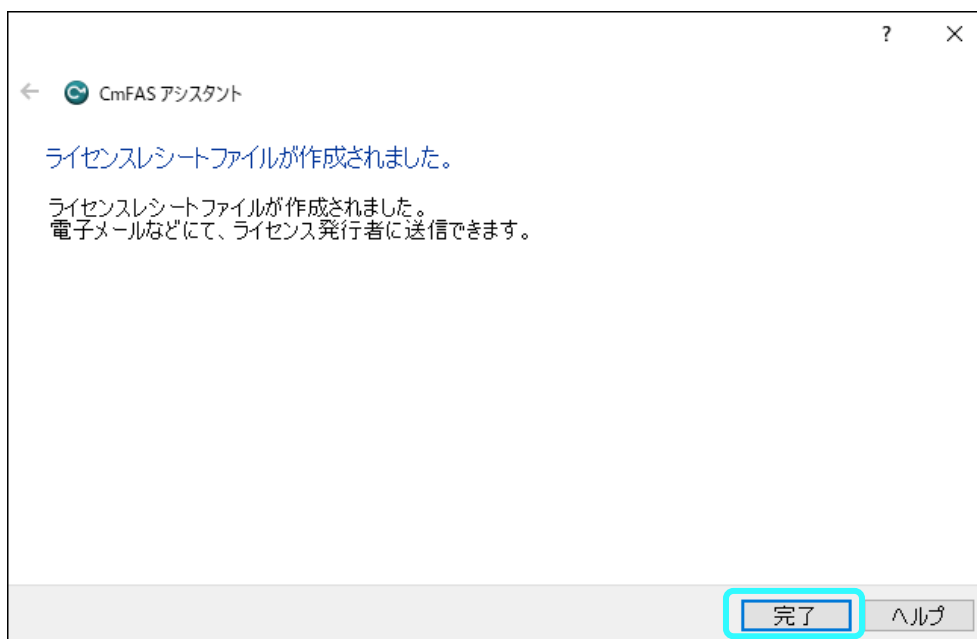 ?
CmFAS アシスタント
ライセンスレシートファイルが作成されました。
ライセンスレシートファイルが作成されました。
電子メールなどにて、ライセンス発行者に送信できます。
完了
ヘルプ